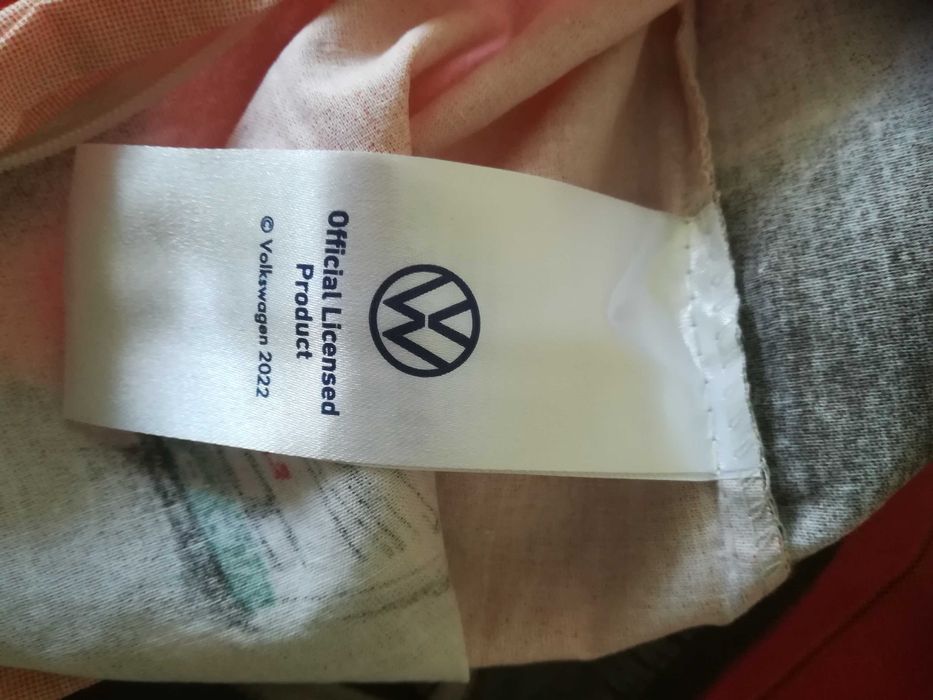 Official Licensed
Product
© Volkswagen 2022